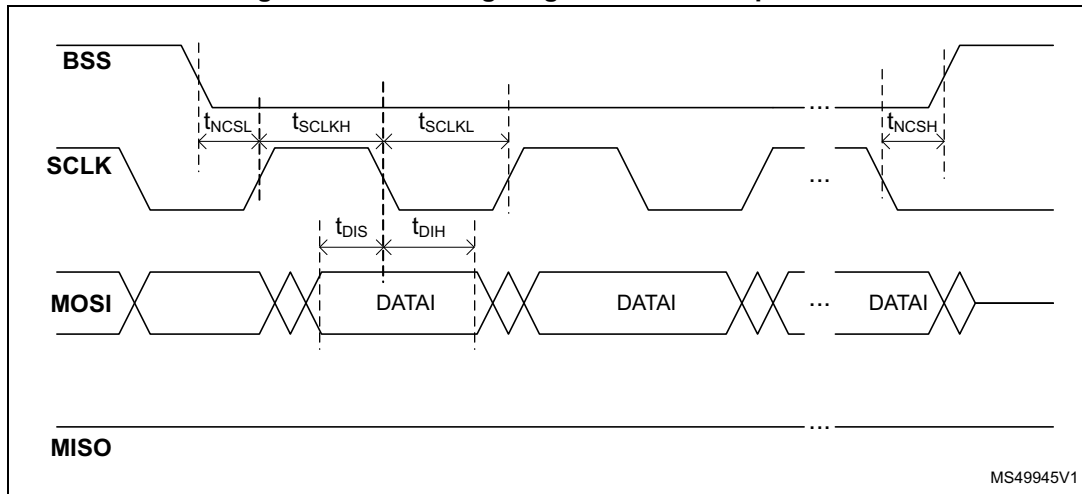 BSS
...
tNCSL tSCLKH tSCLKL tNCSH
SCLK
...
tDIS tDIH
MOSI DATAI DATAI ... DATAI
...
MISO
MS49945V1